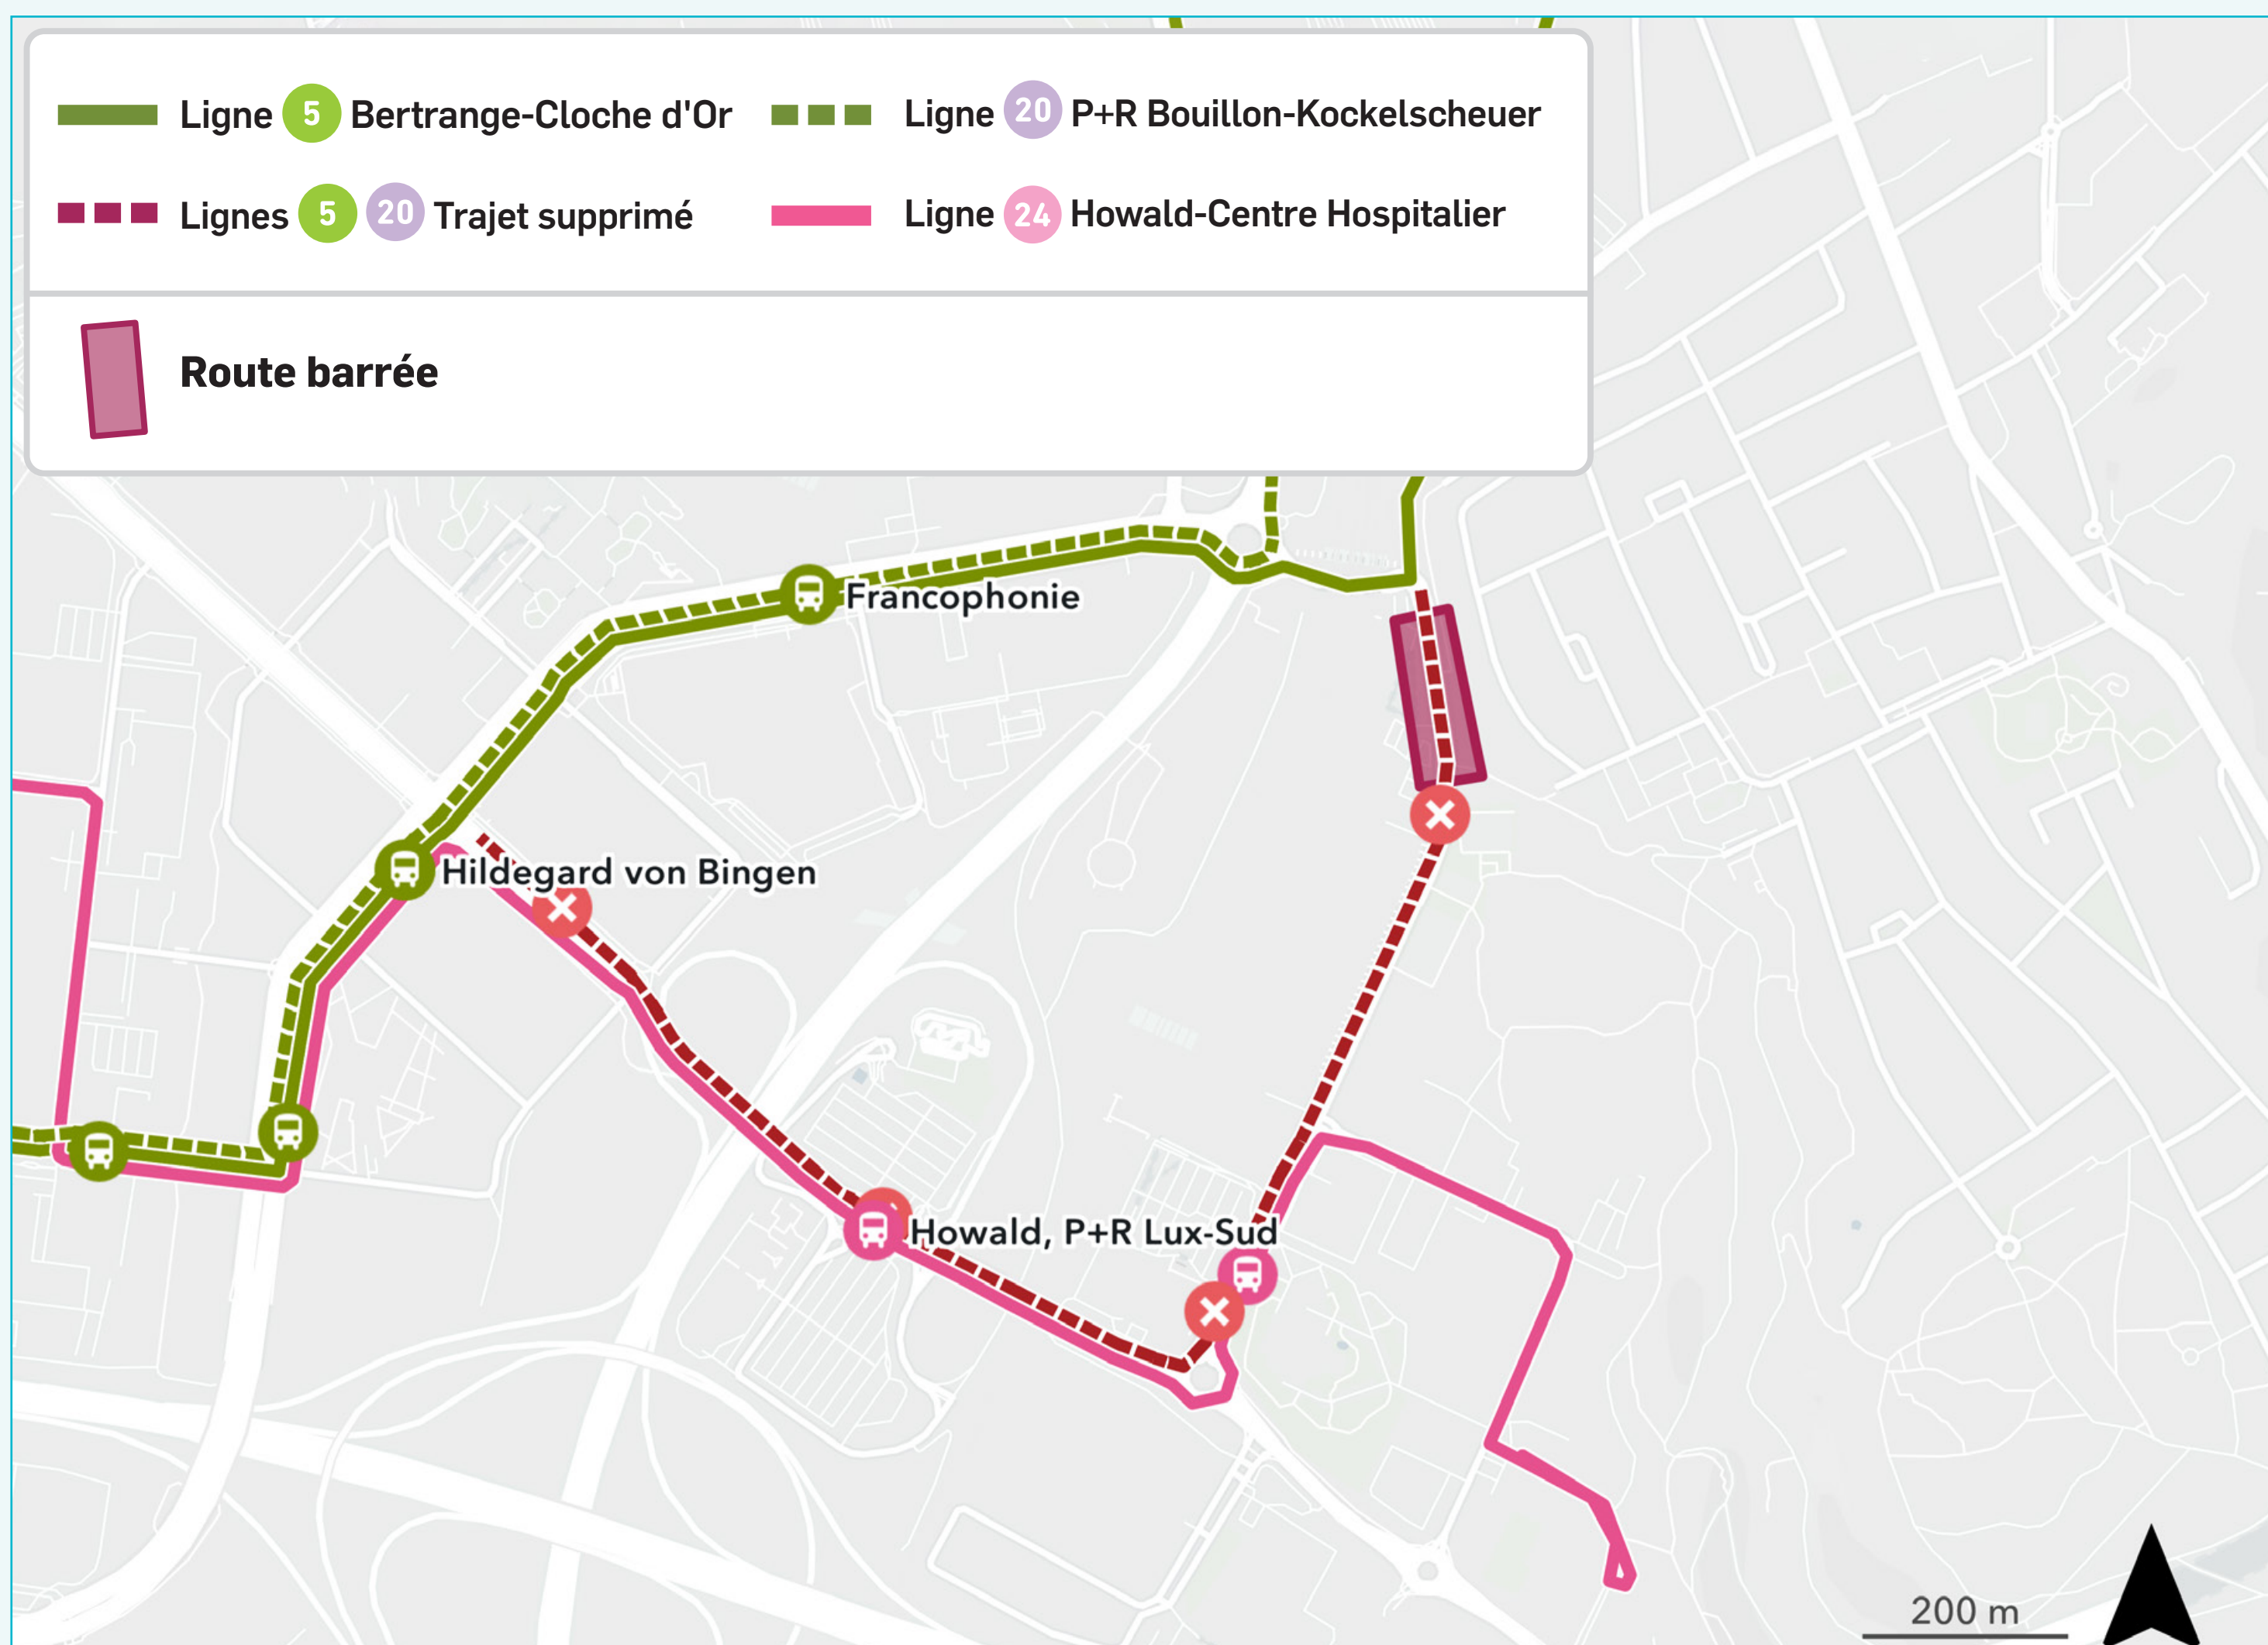 Ligne 5 Bertrange-Cloche d'Or
Ligne 20 P+R Bouillon-Kockelscheuer
Lignes 5 20 Trajet supprimé
Ligne 24 Howald-Centre Hospitalier
Route barrée
Francophonie
Hildegard von Bingen
Howald, P+R Lux-Sud
200 m